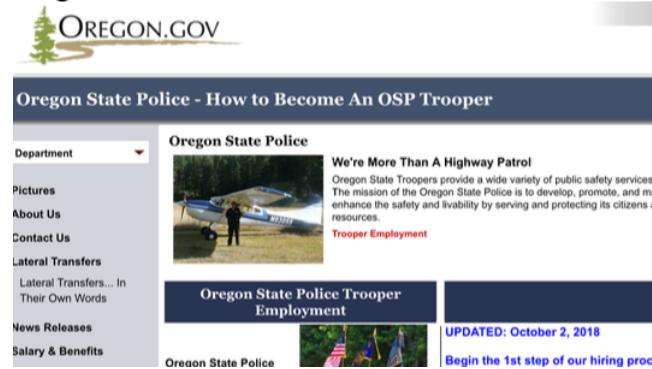 OREGON.GOV
Oregon State Police - How to Become An OSP Trooper
Department
Pictures
About Us
Contact Us
Lateral Transfers
Lateral Transfers... In
Their Own Words
News Releases
Salary & Benefits
Oregon State Police
We're More Than A Highway Patrol
Oregon State Troopers provide a wide variety of public safety services
The mission of the Oregon State Police is to develop, promote, and m
enhance the safety and livability by serving and protecting its citizens
resources.
Trooper Employment
Oregon State Police Trooper
Employment
Oregon State Police
UPDATED: October 2, 2018
Begin the 1st step of our hiring proc